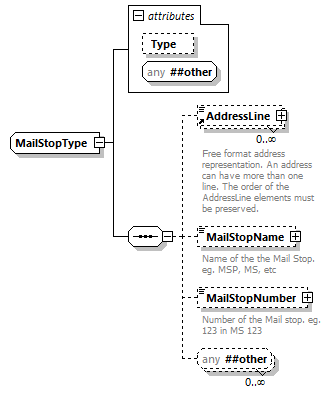 attributes
Type
any ##other
MailStopType
AddressLine
0..∞
Free format address
representation. An address
can have more than one
line. The order of the
AddressLine elements must
be preserved.
MailStopName
Name of the the Mail Stop.
eg. MSP, MS, etc
MailStopNumber
Number of the Mail stop. eg.
123 in MS 123
any ##other
0..∞